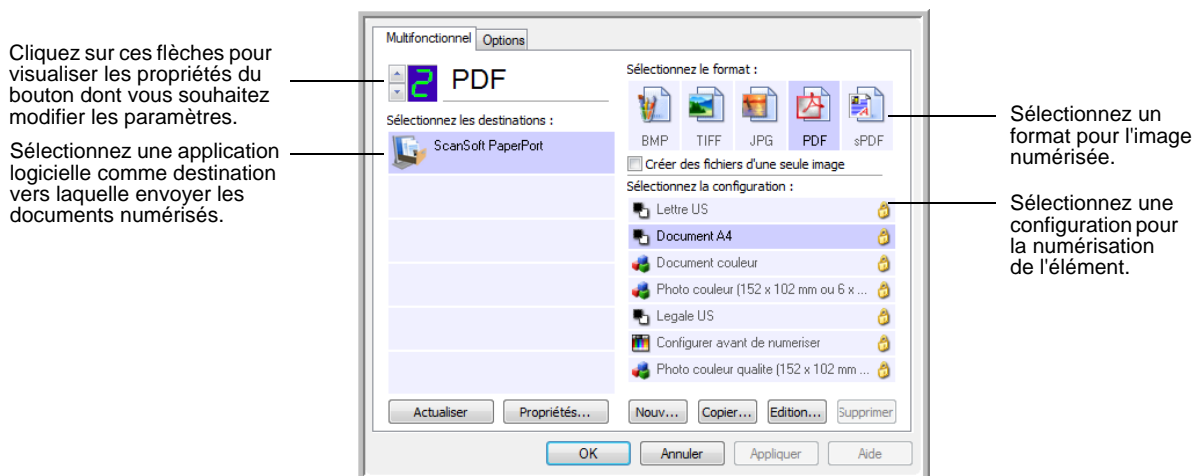 Cliquez sur ces flèches pour
visualiser les propriétés du
bouton dont vous souhaitez
modifier les paramètres.
Sélectionnez une application
logicielle comme destination
vers laquelle envoyer les
documents numérisés.
Multifonctionnel
Options
2
PDF
Sélectionnez les destinations :
ScanSoft PaperPort
Actualiser
Propriétés...
Sélectionnez le format :
BMP
TIFF
JPG
PDF
sPDF
Créer des fichiers d'une seule image
Sélectionnez la configuration :
Lettre US
Document A4
Document couleur
Photo couleur (152 x 102 mm ou 6 x ...
Legale US
Configurer avant de numeriser
Photo couleur qualite (152 x 102 mm ...
Nouv...
Copier...
Edition...
Supprimer
OK
Annuler
Appliquer
Aide
Sélectionnez un
format pour l'image
numérisée.
Sélectionnez une
configuration pour
la numérisation
de l'élément.